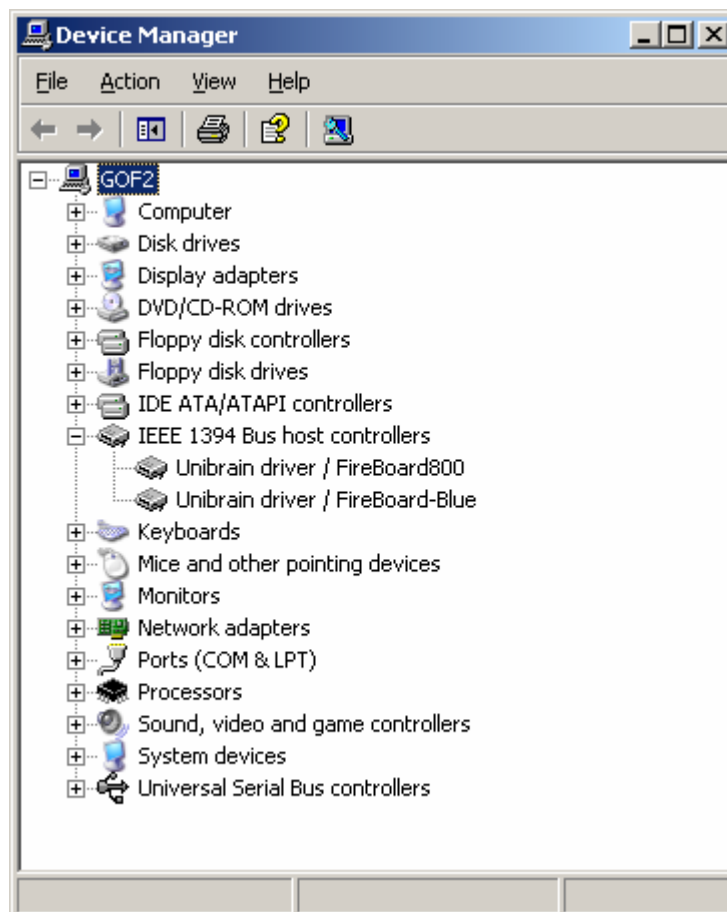 Device Manager
File Action View Help
GOF2
Computer
Disk drives
Display adapters
DVD/CD-ROM drives
Floppy disk controllers
Floppy disk drives
IDE ATA/ATAPI controllers
IEEE 1394 Bus host controllers
Unibrain driver / FireBoard800
Unibrain driver / FireBoard-Blue
Keyboards
Mice and other pointing devices
Monitors
Network adapters
Ports (COM & LPT)
Processors
Sound, video and game controllers
System devices
Universal Serial Bus controllers